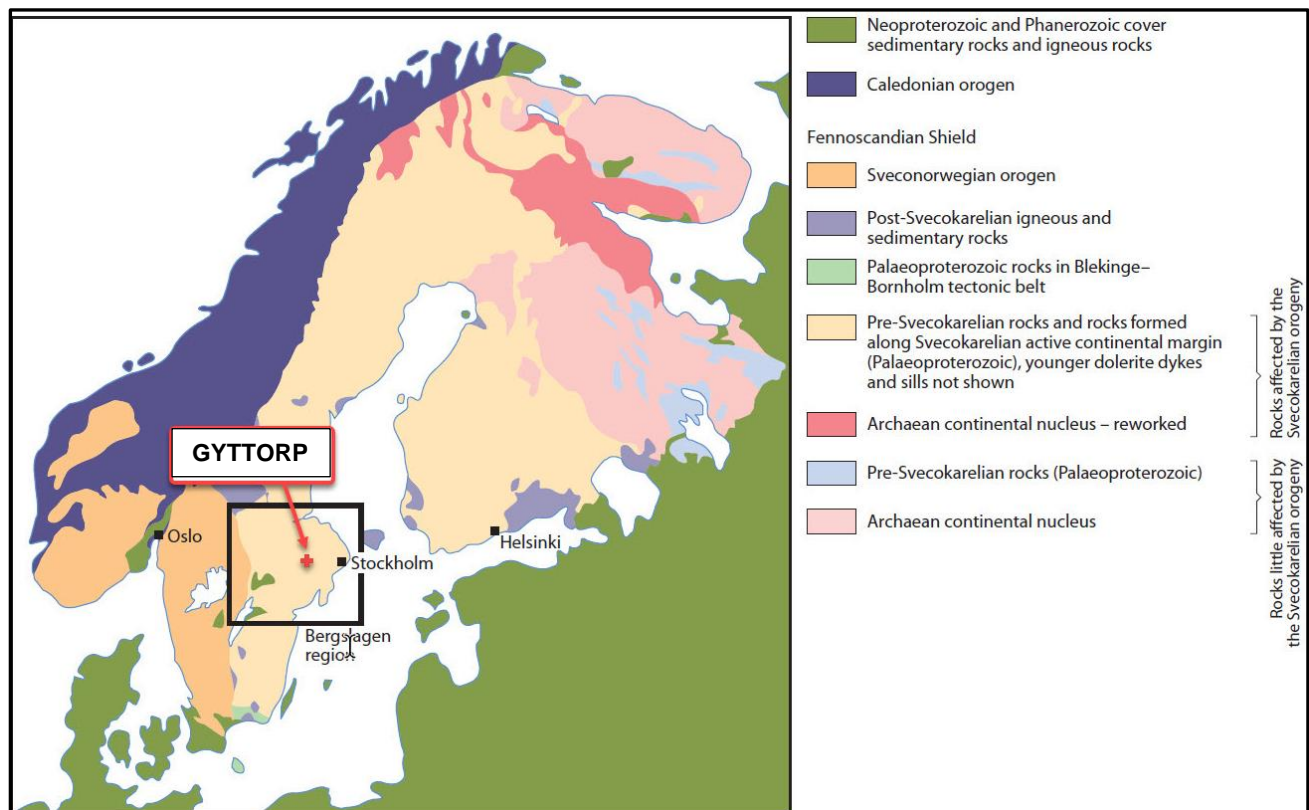 GYTTORP
Oslo
Stockholm
Helsinki
Bergslagen
region
Neoproterozoic and Phanerozoic cover
sedimentary rocks and igneous rocks
Caledonian orogen
Fennoscandian Shield
Sveconorwegian orogen
Post-Svecokarelian igneous and
sedimentary rocks
Palaeoproterozoic rocks in Blekinge–
Bornholm tectonic belt
Pre-Svecokarelian rocks and rocks formed
along Svecokarelian active continental margin
(Palaeoproterozoic), younger dolerite dykes
and sills not shown
Archaean continental nucleus – reworked
Pre-Svecokarelian rocks (Palaeoproterozoic)
Archaean continental nucleus
Rocks affected by the
Svecokarelian orogeny
Rocks little affected by
the Svecokarelian orogeny